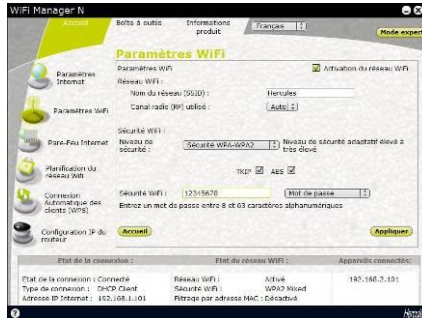 WiFi Manager N
Accueil
Boîte à outils
Informations produit
Français
Mode expert
Paramètres WiFi
Paramètres Internet
Paramètres WiFi
Pare-Feu Internet
Planification du réseau Wifi
Connexion Automatique des clients (WPS)
Configuration IP du routeur
Paramètres WiFi
Activation du réseau WiFi
Réseau WiFi :
Nom du réseau (SSID) : Hercules
Canal radio (RF) utilisé : Auto
Sécurité WiFi :
Niveau de sécurité : Sécurité WPA-WPA2 Niveau de sécurité adaptatif élevé à très élevé
TKIP AES
Sécurité WiFi : 12345678 Mot de passe
Entrez un mot de passe entre 8 et 63 caractères alphanumériques
Accueil
Appliquer
Etat de la connexion : Etat du réseau WiFi : Appareils connectés:
Etat de la connexion : Connecté Réseau WiFi : Activé 192.168.2.101
Type de connexion : DHCP Client Sécurité WiFi : WPA2 Mixed
Adresse IP Internet : 192.168.1.101 Filtrage par adresse MAC : Désactivé